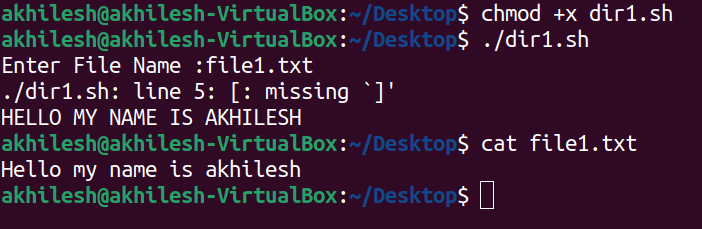 akhilesh@akhilesh-VirtualBox:~/Desktop$ chmod +x dir1.sh
akhilesh@akhilesh-VirtualBox:~/Desktop$ ./dir1.sh
Enter File Name :file1.txt
./dir1.sh: line 5: [: missing `]'
HELLO MY NAME IS AKHILESH
akhilesh@akhilesh-VirtualBox:~/Desktop$ cat file1.txt
Hello my name is akhilesh
akhilesh@akhilesh-VirtualBox:~/Desktop$